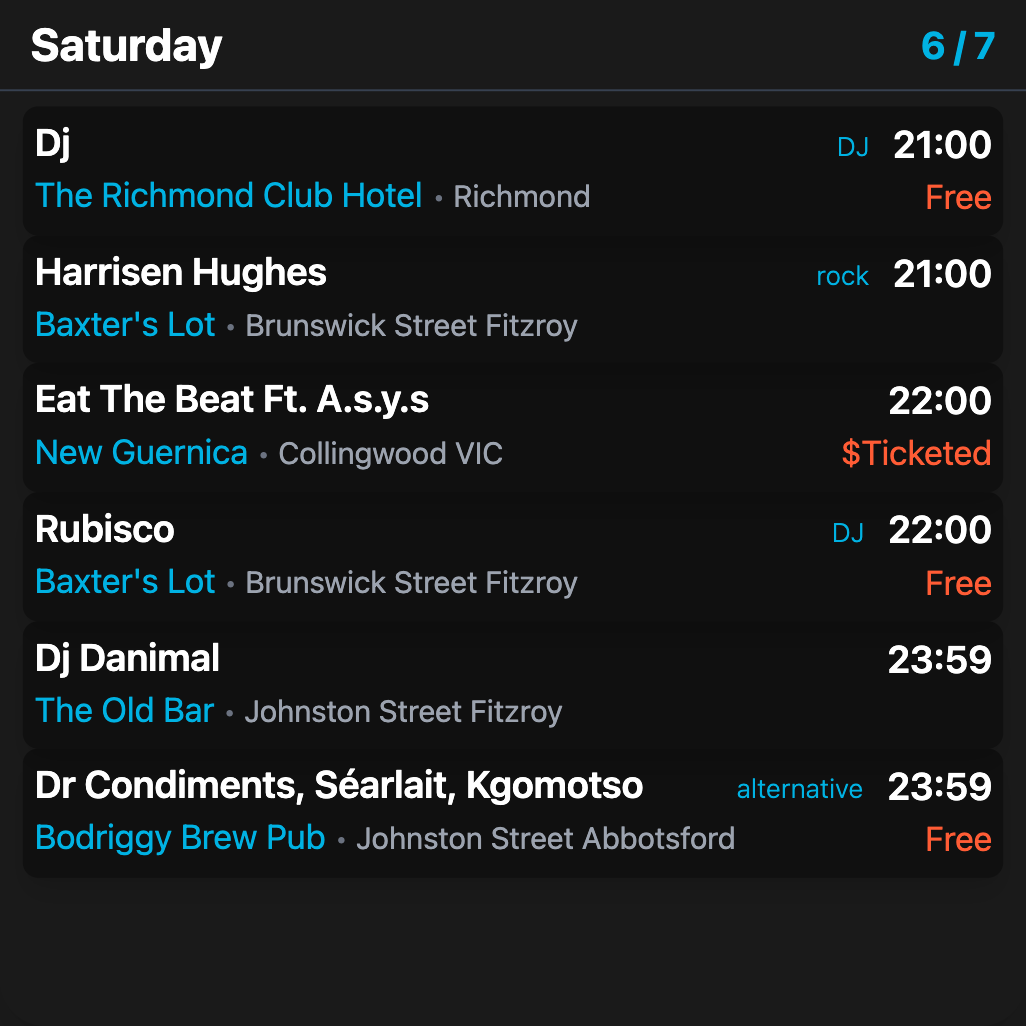 Saturday 6 / 7
Dj DJ 21:00
The Richmond Club Hotel • Richmond Free
Harrisen Hughes rock 21:00
Baxter's Lot • Brunswick Street Fitzroy
Eat The Beat Ft. A.s.y.s 22:00
New Guernica • Collingwood VIC $Ticketed
Rubisco DJ 22:00
Baxter's Lot • Brunswick Street Fitzroy Free
Dj Danimal 23:59
The Old Bar • Johnston Street Fitzroy
Dr Condiments, Séarlait, Kgomotso alternative 23:59
Bodriggy Brew Pub • Johnston Street Abbotsford Free